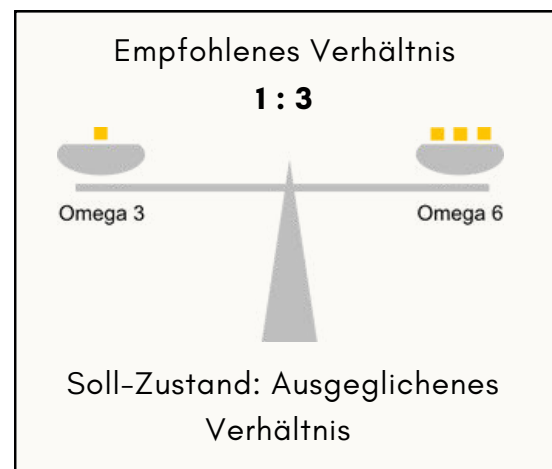 Empfohlenes Verhältnis
1 : 3
Omega 3
Omega 6
Soll-Zustand: Ausgeglichenes
Verhältnis